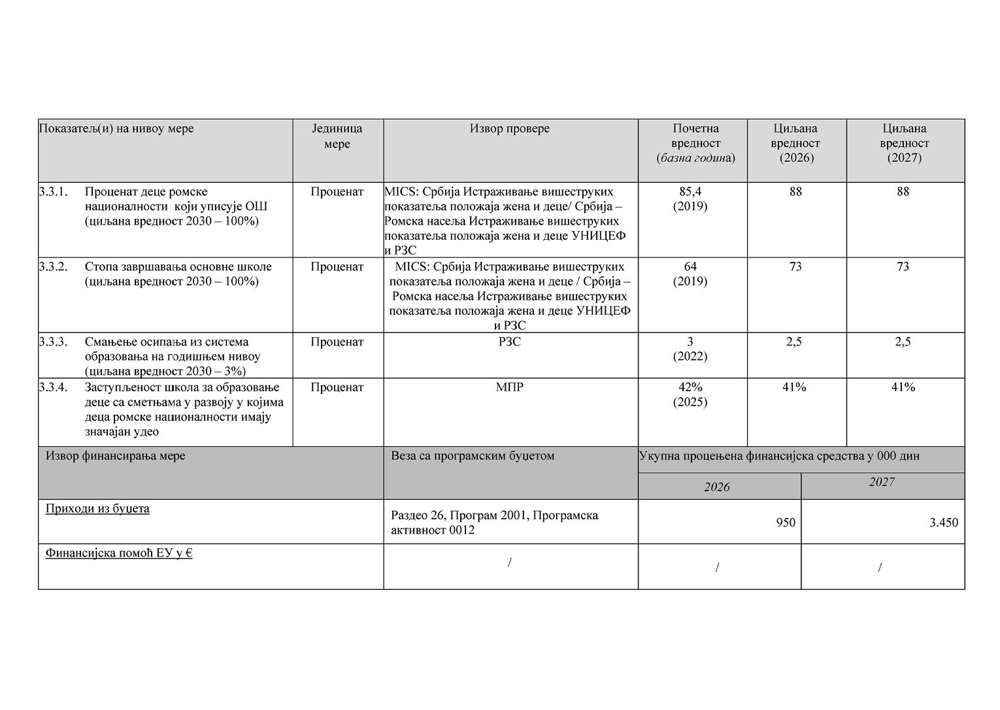 Показатељ(и) на нивоу мере
Јединица
мере
Извор провере
Почетна
вредност
(базна година)
Циљана
вредност
(2026)
Циљана
вредност
(2027)
3.3.1. Проценат деце ромске
националности који уписује ОШ
(циљана вредност 2030 – 100%)
Проценат
MICS: Србија Истраживање вишеструких
показатеља положаја жена и деце/ Србија –
Ромска насеља Истраживање вишеструких
показатеља положаја жена и деце УНИЦЕФ
и РЗС
85,4
(2019)
88
88
3.3.2. Стопа завршавања основне школе
(циљана вредност 2030 – 100%)
Проценат
MICS: Србија Истраживање вишеструких
показатеља положаја жена и деце / Србија –
Ромска насеља Истраживање вишеструких
показатеља положаја жена и деце УНИЦЕФ
и РЗС
64
(2019)
73
73
3.3.3. Смањење осипања из система
образовања на годишњем нивоу
(циљана вредност 2030 – 3%)
Проценат
РЗС
3
(2022)
2,5
2,5
3.3.4. Заступљеност школа за образовање
деце са сметњама у развоју у којима
деца ромске националности имају
значајан удео
Проценат
МПР
42%
(2025)
41%
41%
Извор финансирања мере
Веза са програмским буџетом
Укупна процењена финансијска средства у 000 дин
2026
2027
Приходи из буџета
Раздео 26, Програм 2001, Програмска
активност 0012
950
3.450
Финансијска помоћ ЕУ у €
/
/
/